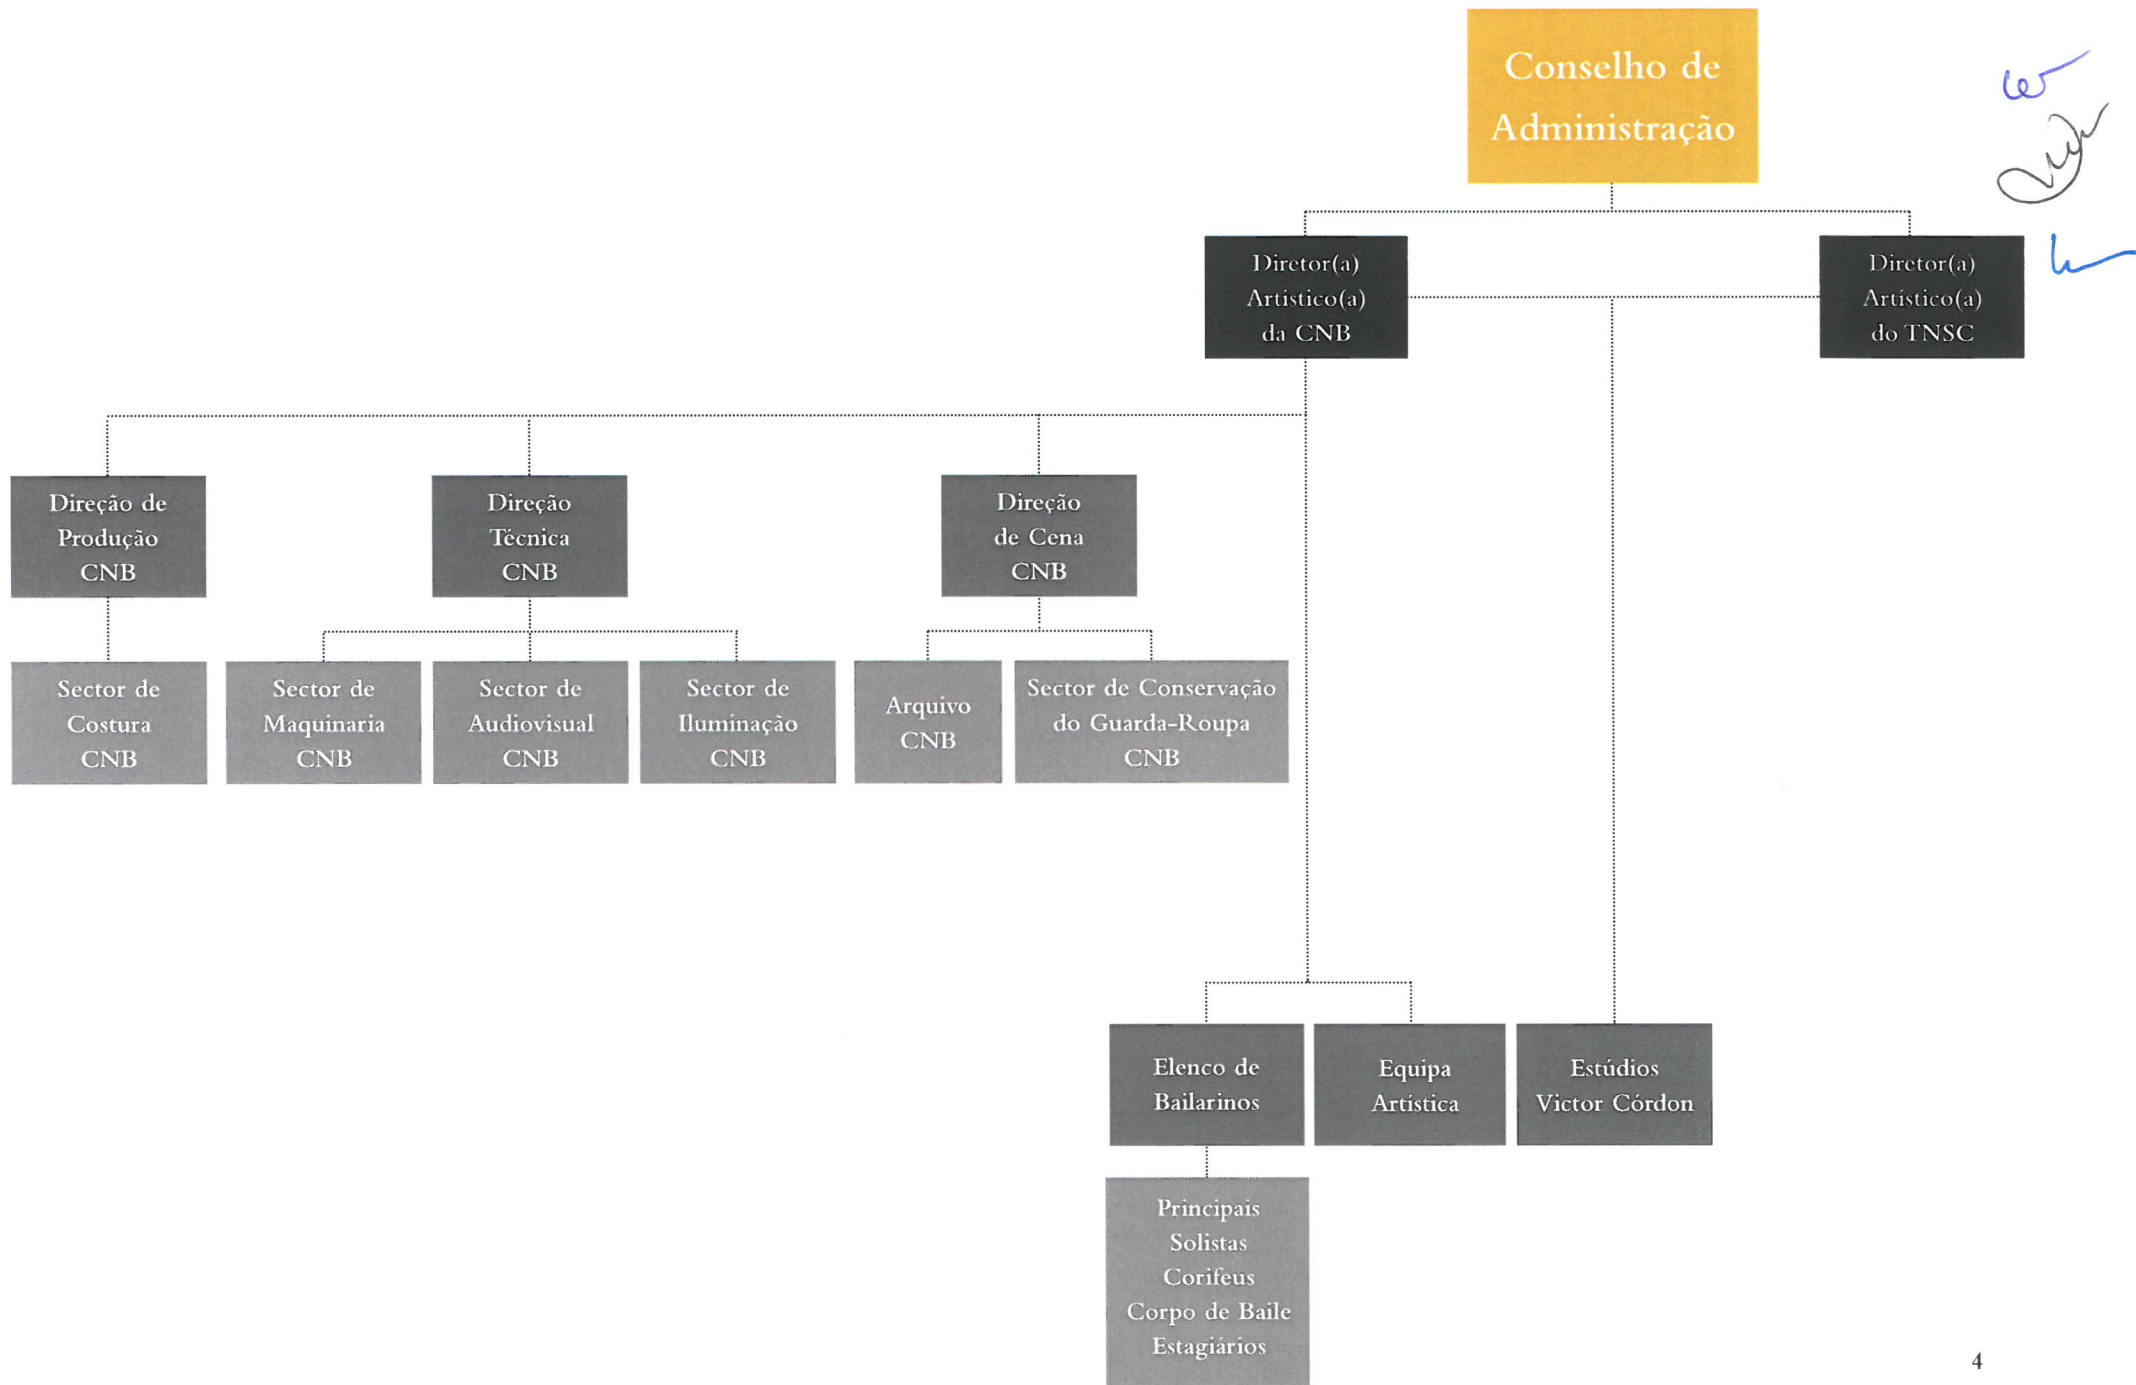 Conselho de
Administração
Diretor(a)
Artístico(a)
da CNB
Diretor(a)
Artístico(a)
do TNSC
Direção de
Produção
CNB
Direção
Técnica
CNB
Direção
de Cena
CNB
Sector de
Costura
CNB
Sector de
Maquinaria
CNB
Sector de
Audiovisual
CNB
Sector de
Iluminação
CNB
Arquivo
CNB
Sector de Conservação
do Guarda-Roupa
CNB
Elenco de
Bailarinos
Equipa
Artística
Estúdios
Victor Córdon
Principais
Solistas
Corifeus
Corpo de Baile
Estagiários
4